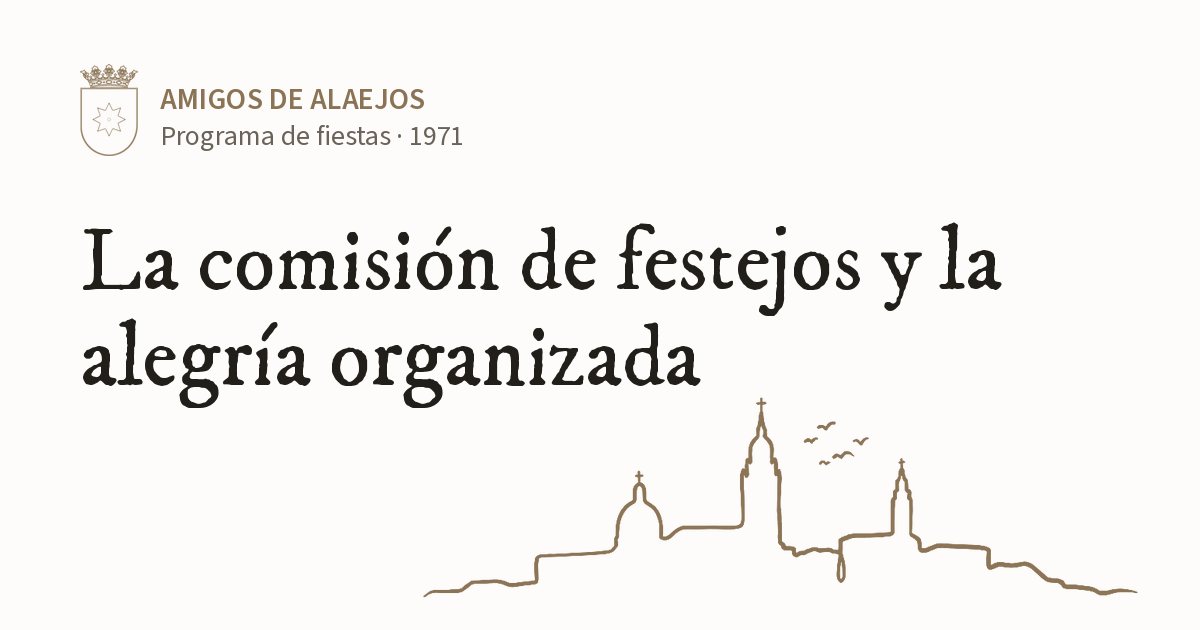 AMIGOS DE ALAEJOS
Programa de fiestas · 1971
La comisión de festejos y la
alegría organizada